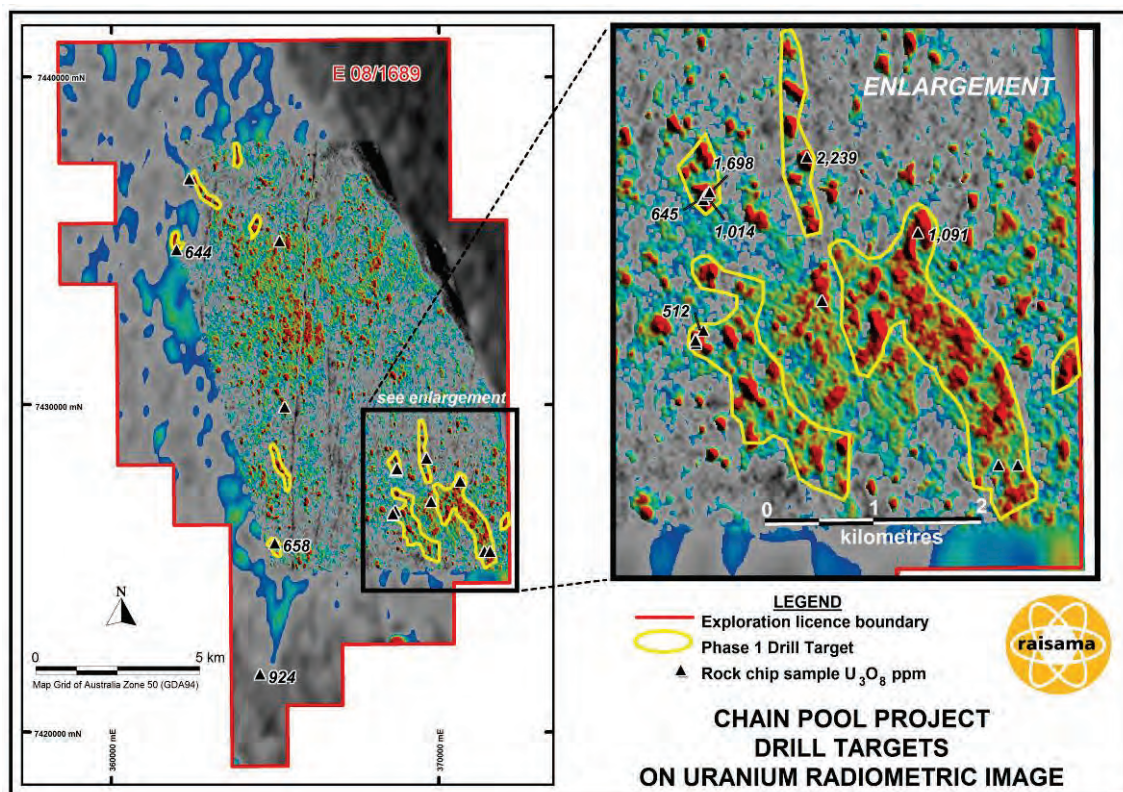 7440000 mN
7430000 mN
7420000 mN
360000 mE
370000 mE
E 08/1689
644
see enlargement
658
924
N
0 5 km
Map Grid of Australia Zone 50 (GDA94)
ENLARGEMENT
1,698
2,239
645
1,014
1,091
512
0 1 2
kilometres
LEGEND
Exploration licence boundary
Phase 1 Drill Target
Rock chip sample U₃O₈ ppm
raisama
CHAIN POOL PROJECT
DRILL TARGETS
ON URANIUM RADIOMETRIC IMAGE